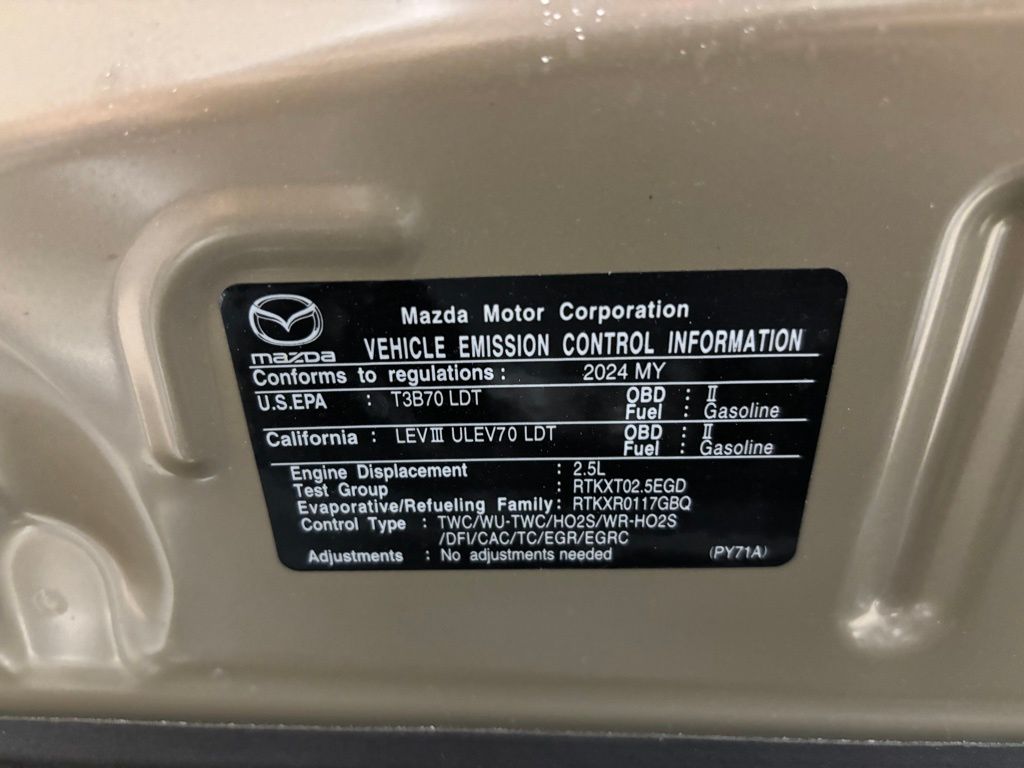 Mazda Motor Corporation
mazda VEHICLE EMISSION CONTROL INFORMATION
Conforms to regulations : 2024 MY
U.S.EPA : T3B70 LDT OBD : Ⅱ
Fuel : Gasoline
California : LEVⅢ ULEV70 LDT OBD : Ⅱ
Fuel : Gasoline
Engine Displacement : 2.5L
Test Group : RTKXT02.5EGD
Evaporative/Refueling Family : RTKXR0117GBQ
Control Type : TWC/WU-TWC/HO2S/WR-HO2S
/DFI/CAC/TC/EGR/EGRC
Adjustments : No adjustments needed (PY71A)